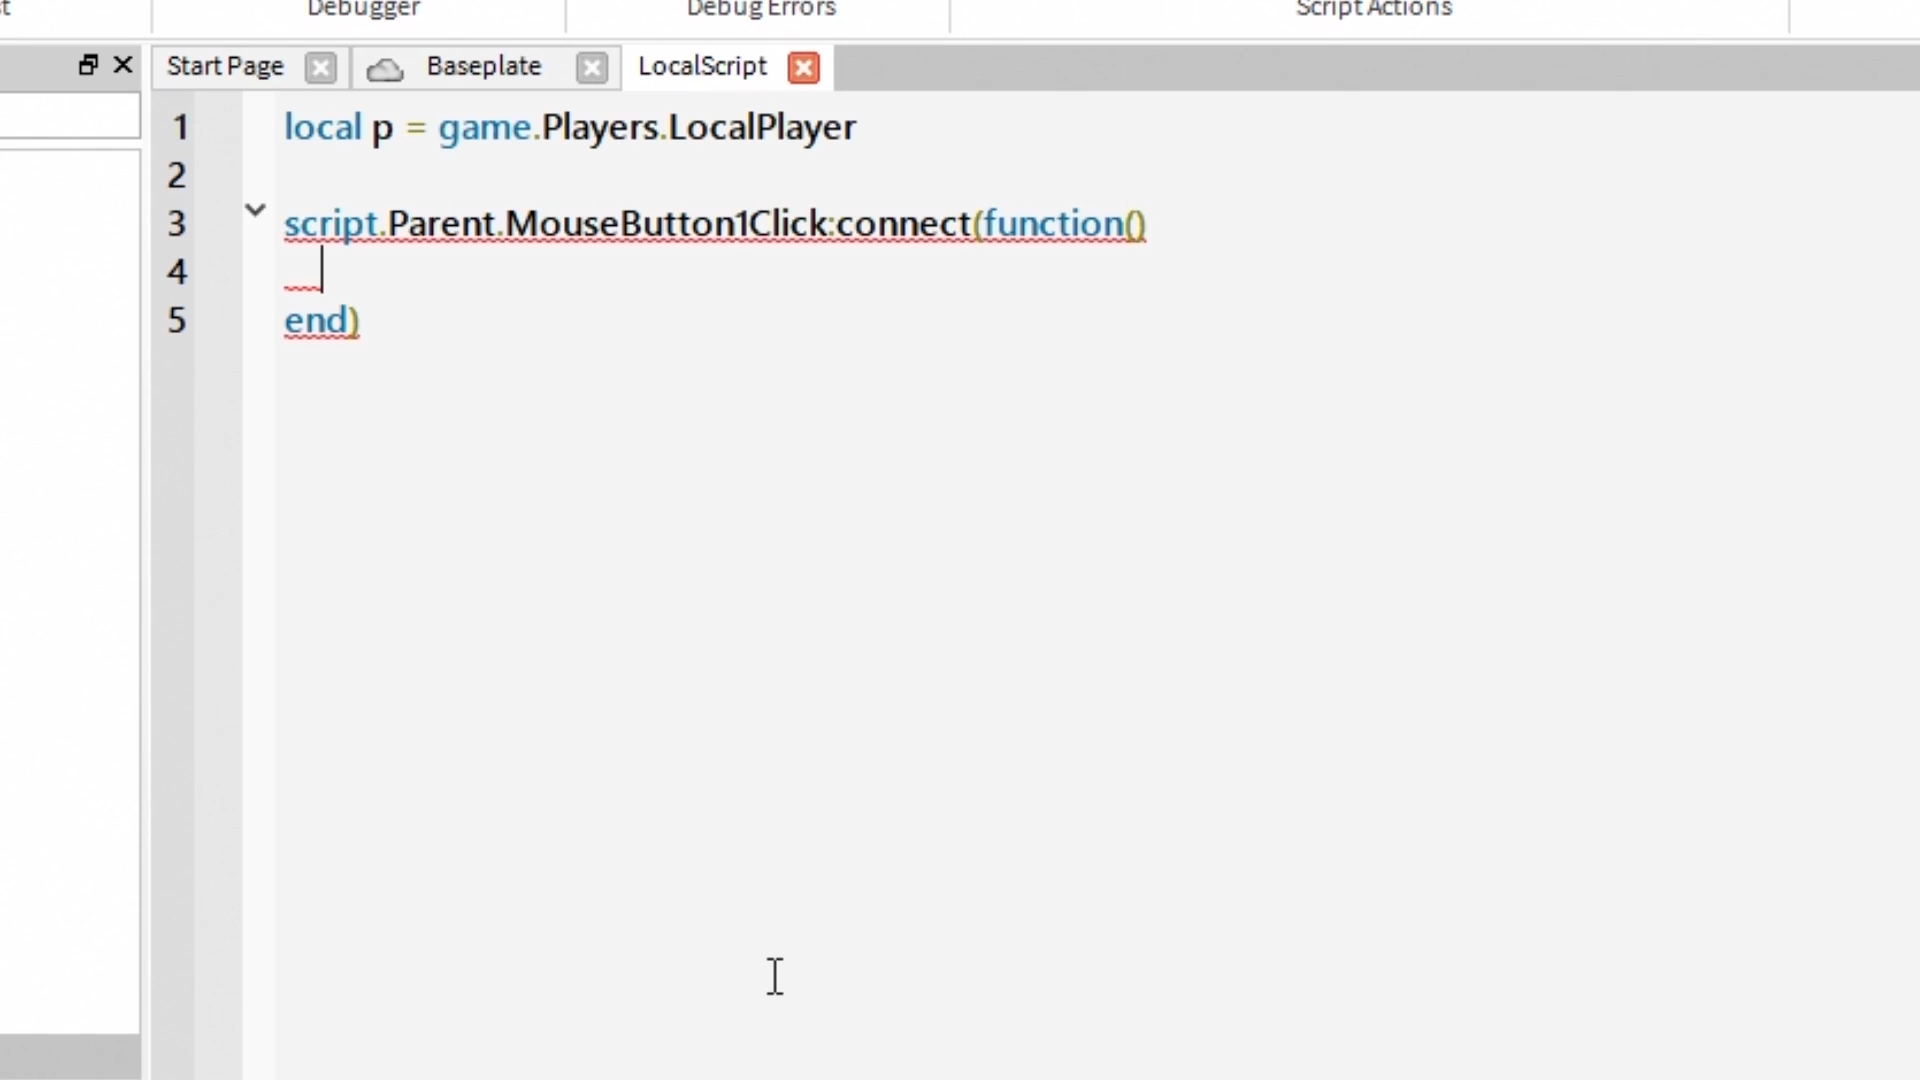 Debugger Debug Errors Script Actions
Start Page Baseplate LocalScript
1 local p = game.Players.LocalPlayer
2
3 script.Parent.MouseButton1Click:connect(function()
4
5 end)